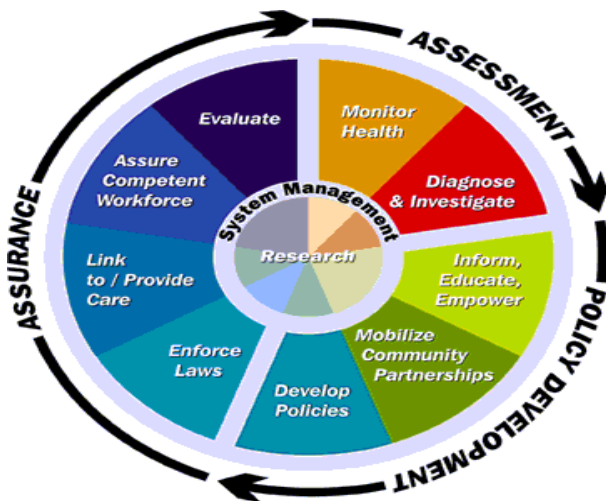 ASSESSMENT
POLICY DEVELOPMENT
ASSURANCE
Monitor
Health
Diagnose
& Investigate
Inform,
Educate,
Empower
Mobilize
Community
Partnerships
Develop
Policies
Enforce
Laws
Link
to / Provide
Care
Assure
Competent
Workforce
Evaluate
System Management
Research